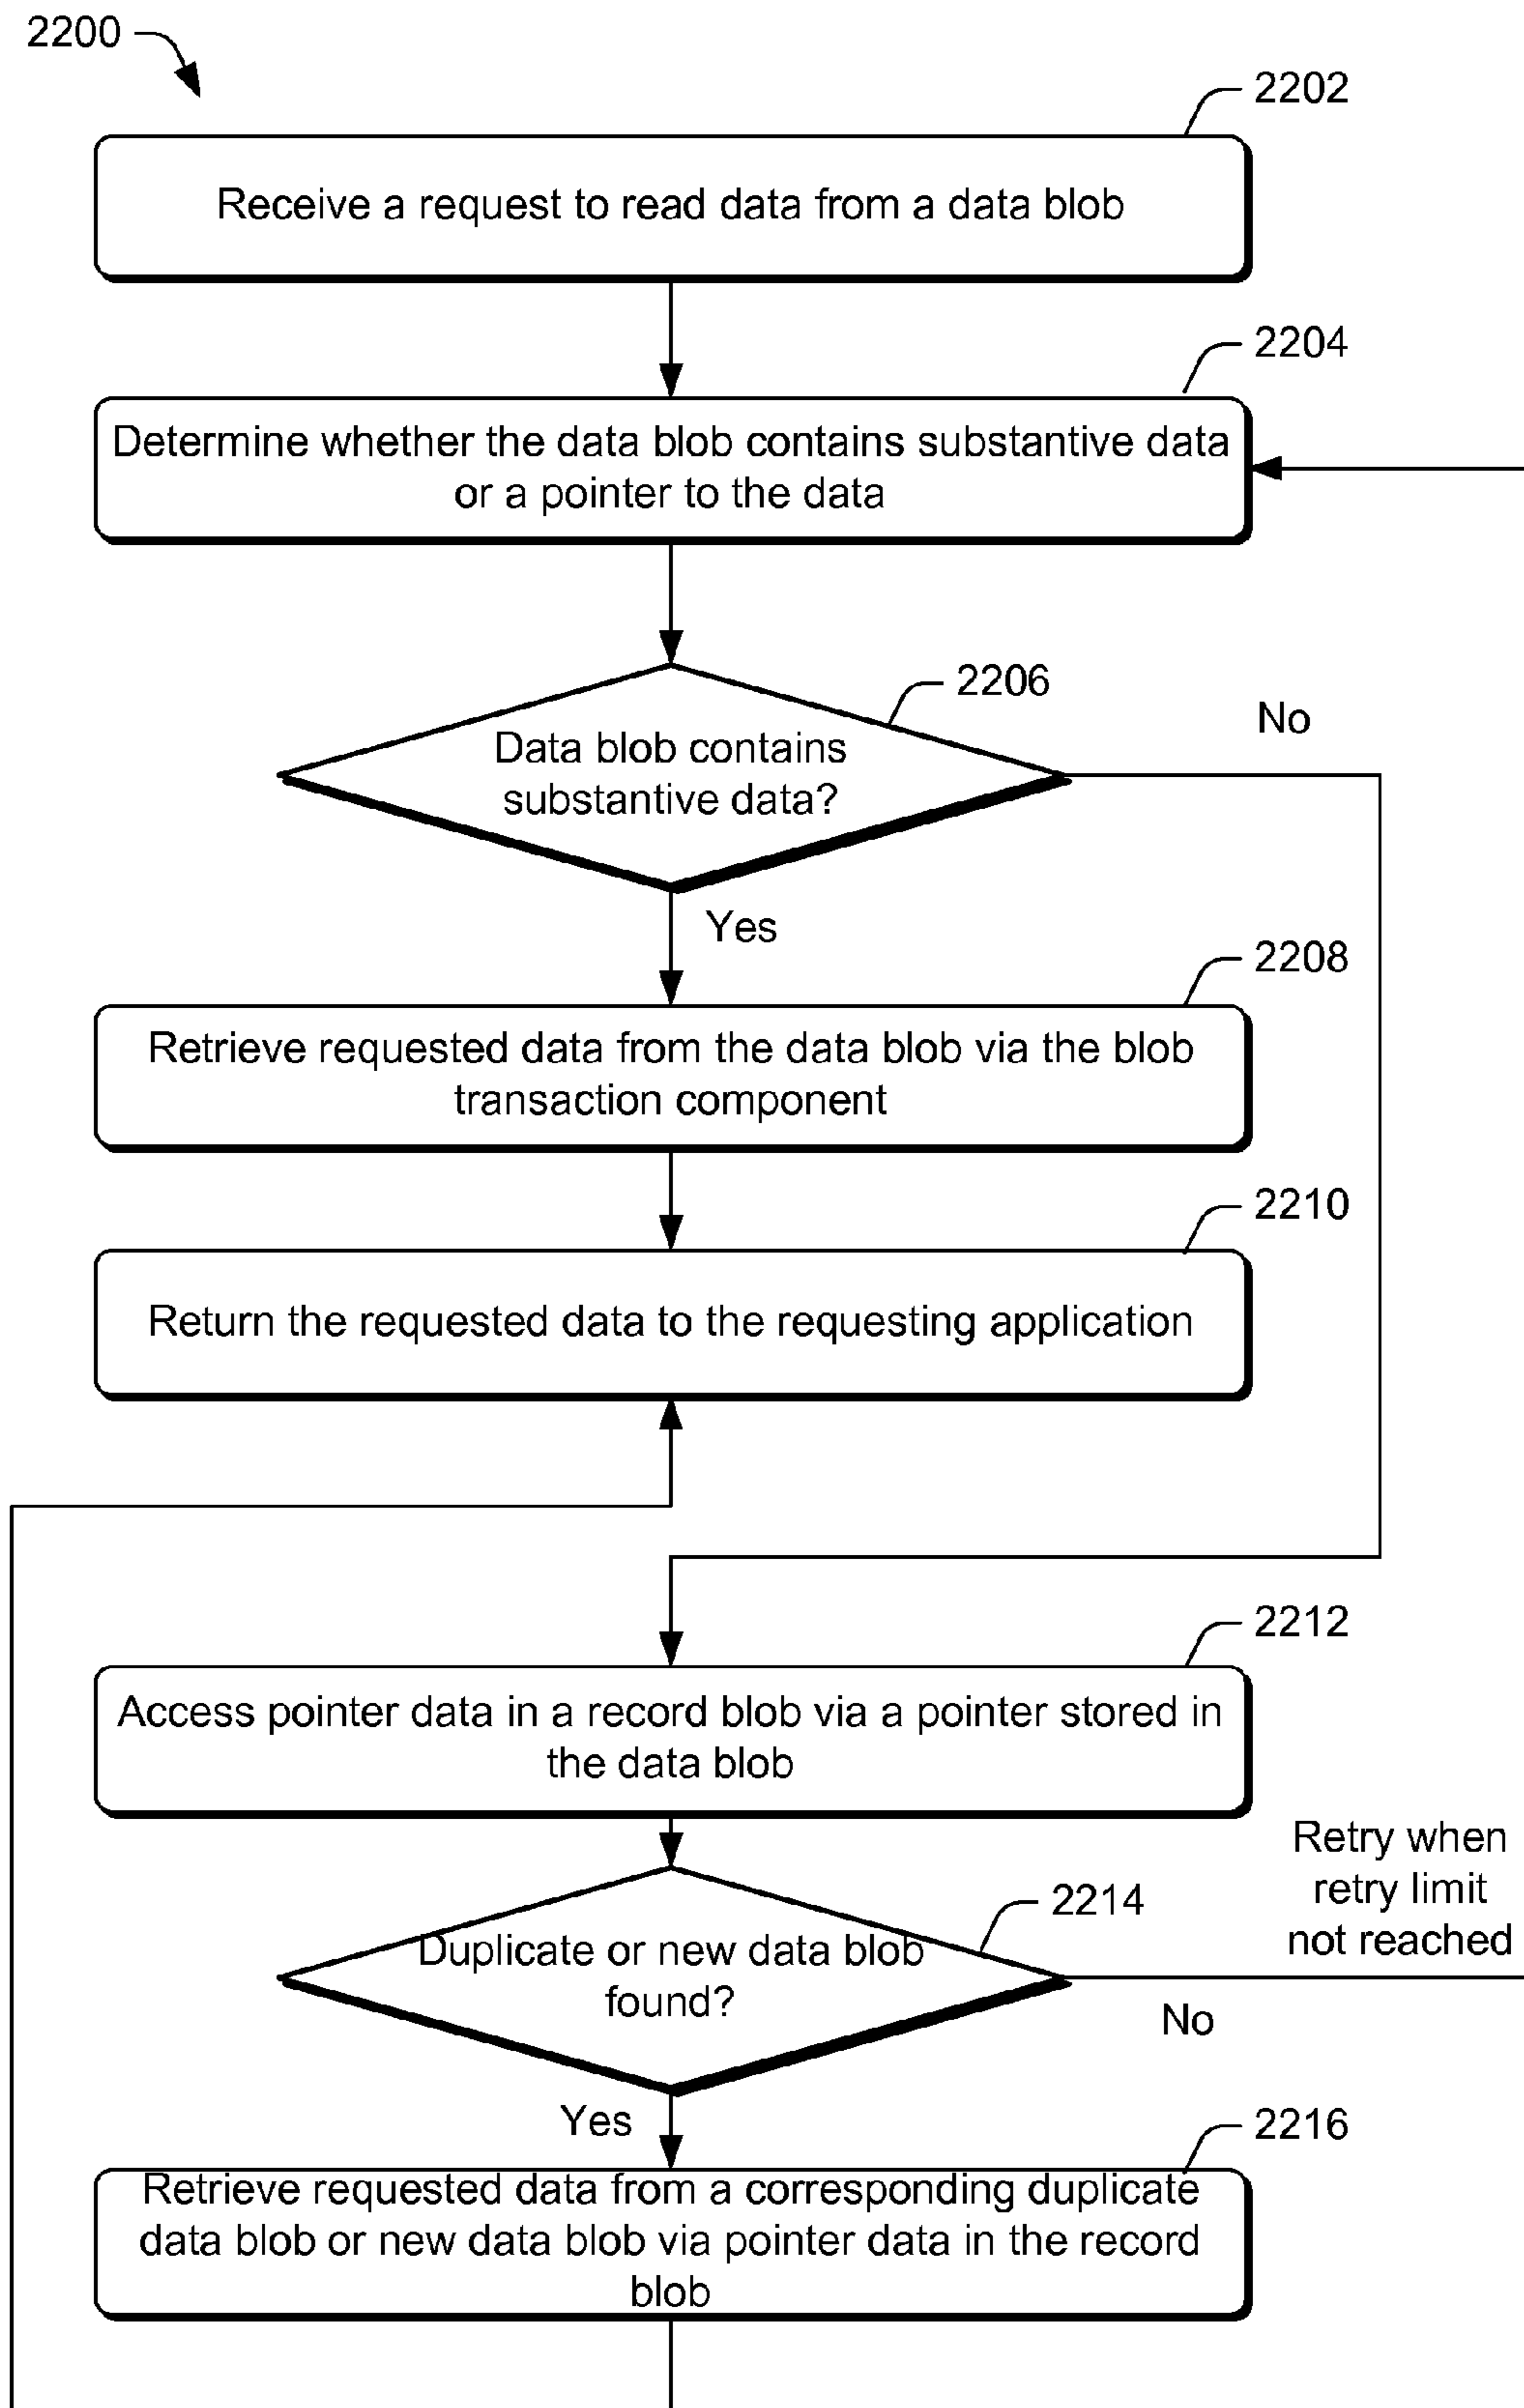 2200
2202
Receive a request to read data from a data blob
2204
Determine whether the data blob contains substantive data
or a pointer to the data
2206
No
Data blob contains
substantive data?
Yes
2208
Retrieve requested data from the data blob via the blob
transaction component
2210
Return the requested data to the requesting application
2212
Access pointer data in a record blob via a pointer stored in
the data blob
Retry when
retry limit
not reached
2214
Duplicate or new data blob
found?
No
Yes
2216
Retrieve requested data from a corresponding duplicate
data blob or new data blob via pointer data in the record
blob